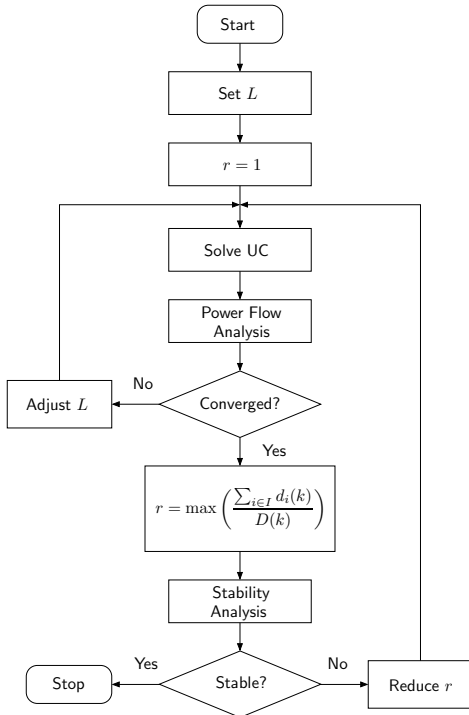 Start
Set L
r = 1
Solve UC
Power Flow
Analysis
No
Adjust L
Converged?
Yes
r = max ( ∑_{i∈I} d_i(k) / D(k) )
Stability
Analysis
Yes
No
Stop
Stable?
Reduce r